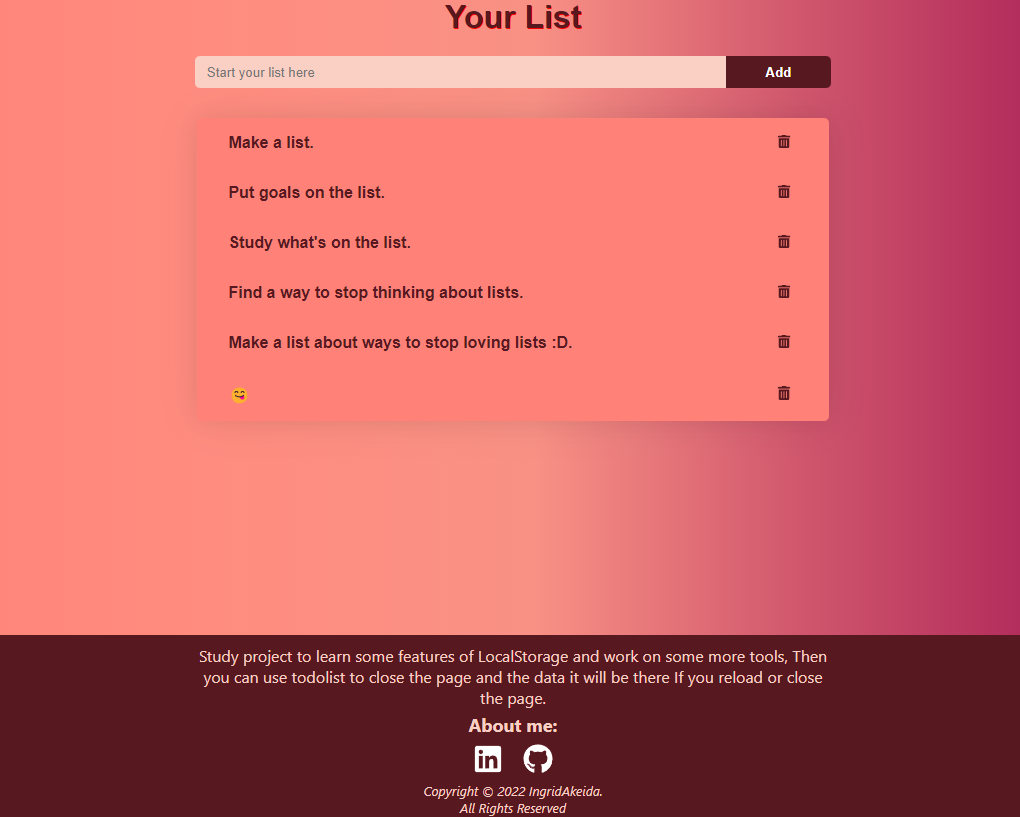 Your List
Start your list here
Add
Make a list.
Put goals on the list.
Study what's on the list.
Find a way to stop thinking about lists.
Make a list about ways to stop loving lists :D.
😋
Study project to learn some features of LocalStorage and work on some more tools, Then
you can use todolist to close the page and the data it will be there If you reload or close
the page.
About me:
Copyright © 2022 IngridAkeida.
All Rights Reserved